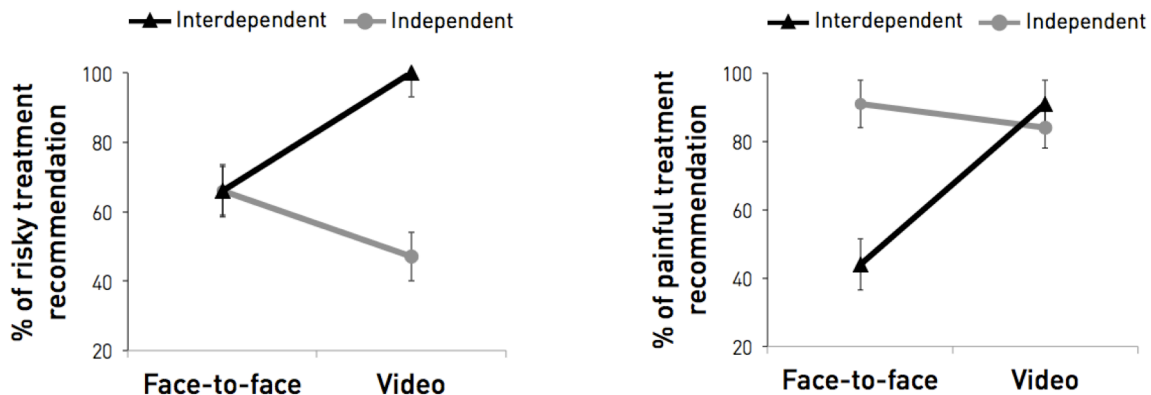 Interdependent Independent
% of risky treatment
recommendation
100
80
60
40
20
Face-to-face Video
Interdependent Independent
% of painful treatment
recommendation
100
80
60
40
20
Face-to-face Video